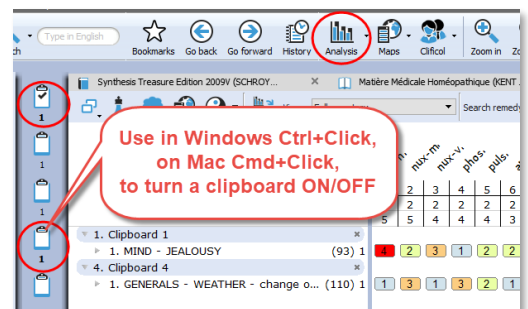 Type in English
Bookmarks Go back Go forward History Analysis Maps Clificol Zoom in
Synthesis Treasure Edition 2009V (SCHROY... × Matière Médicale Homéopathique (KENT
Search remedy
Use in Windows Ctrl+Click,
on Mac Cmd+Click,
to turn a clipboard ON/OFF
nux-m. nux-v. phos. puls.
2 3 4 5 6
2 2 2 2 2
5 5 4 4 4 3
1
1
1
1
1. Clipboard 1 ×
1. MIND - JEALOUSY (93) 1 4 2 3 1 2 2
4. Clipboard 4 ×
1. GENERALS - WEATHER - change o... (110) 1 1 3 1 3 2 1